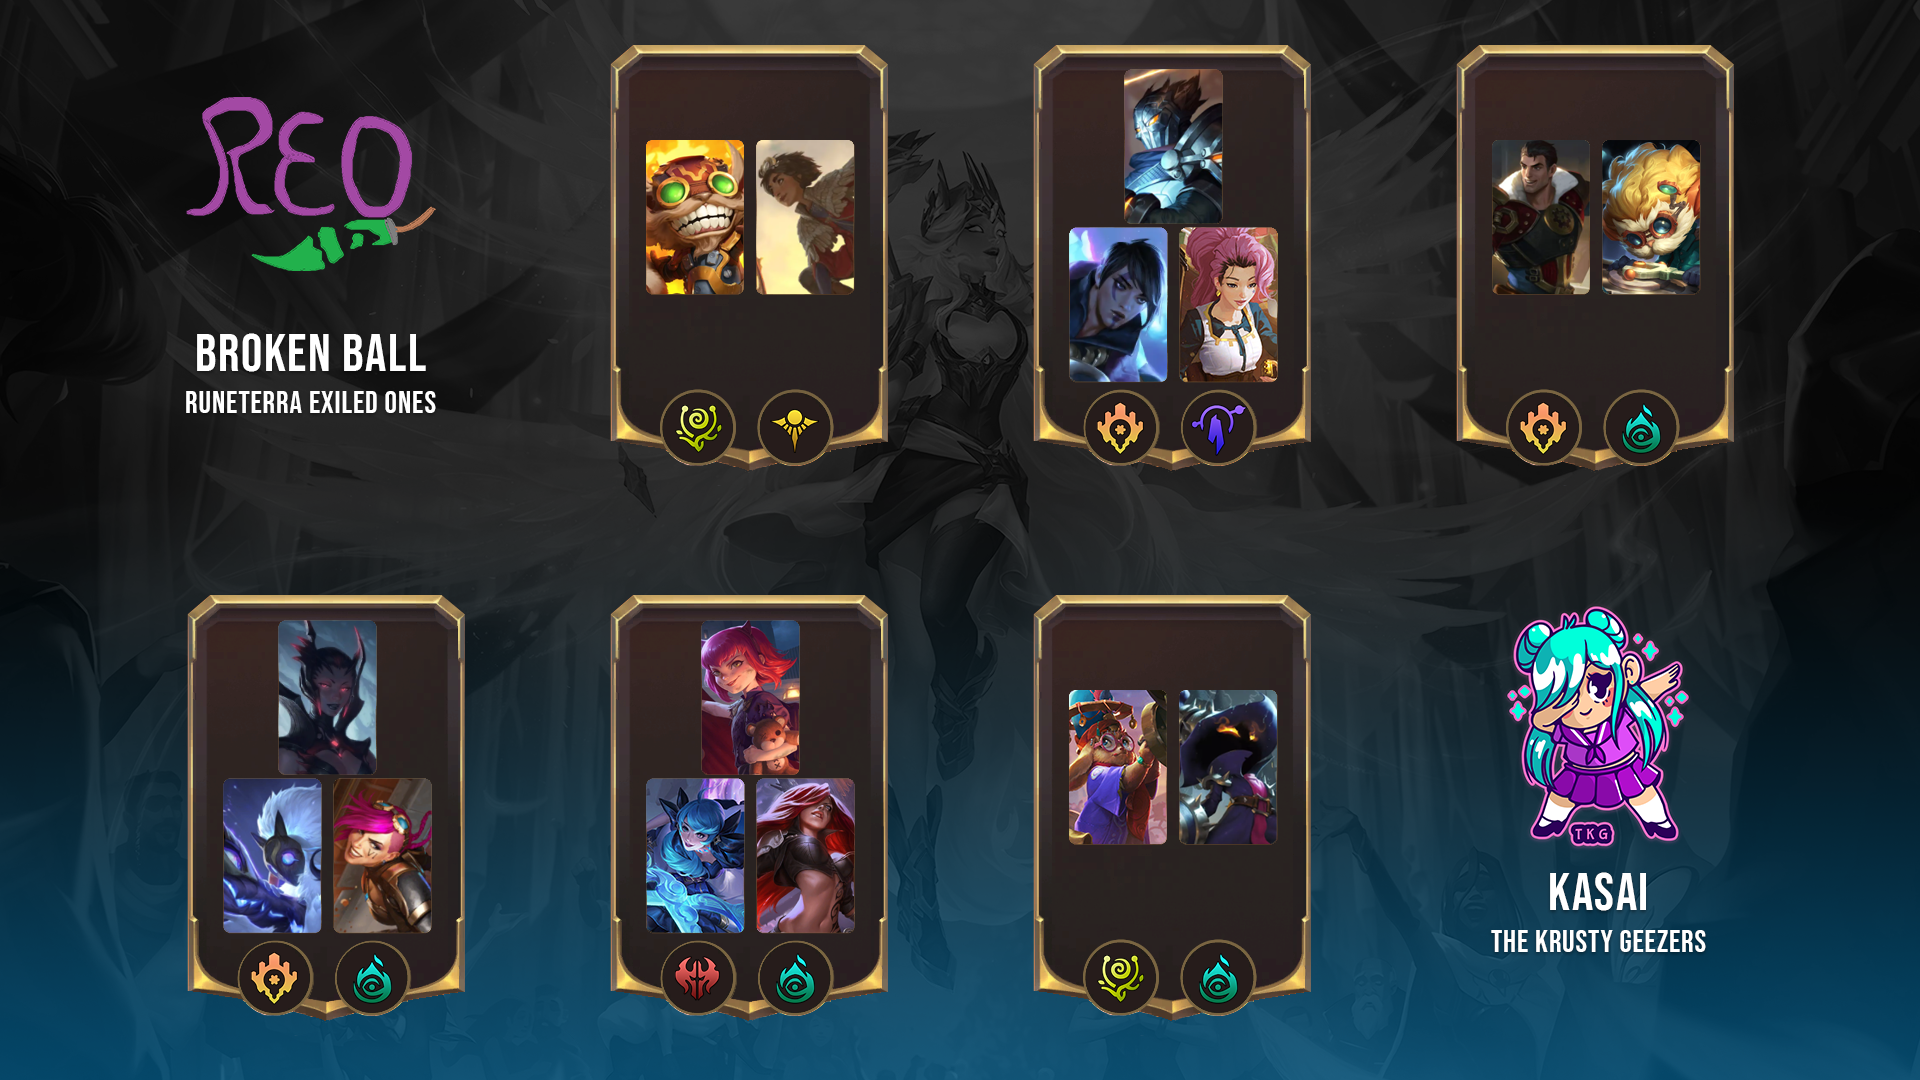 REO
BROKEN BALL
RUNETERRA EXILED ONES
TKG
KASAI
THE KRUSTY GEEZERS